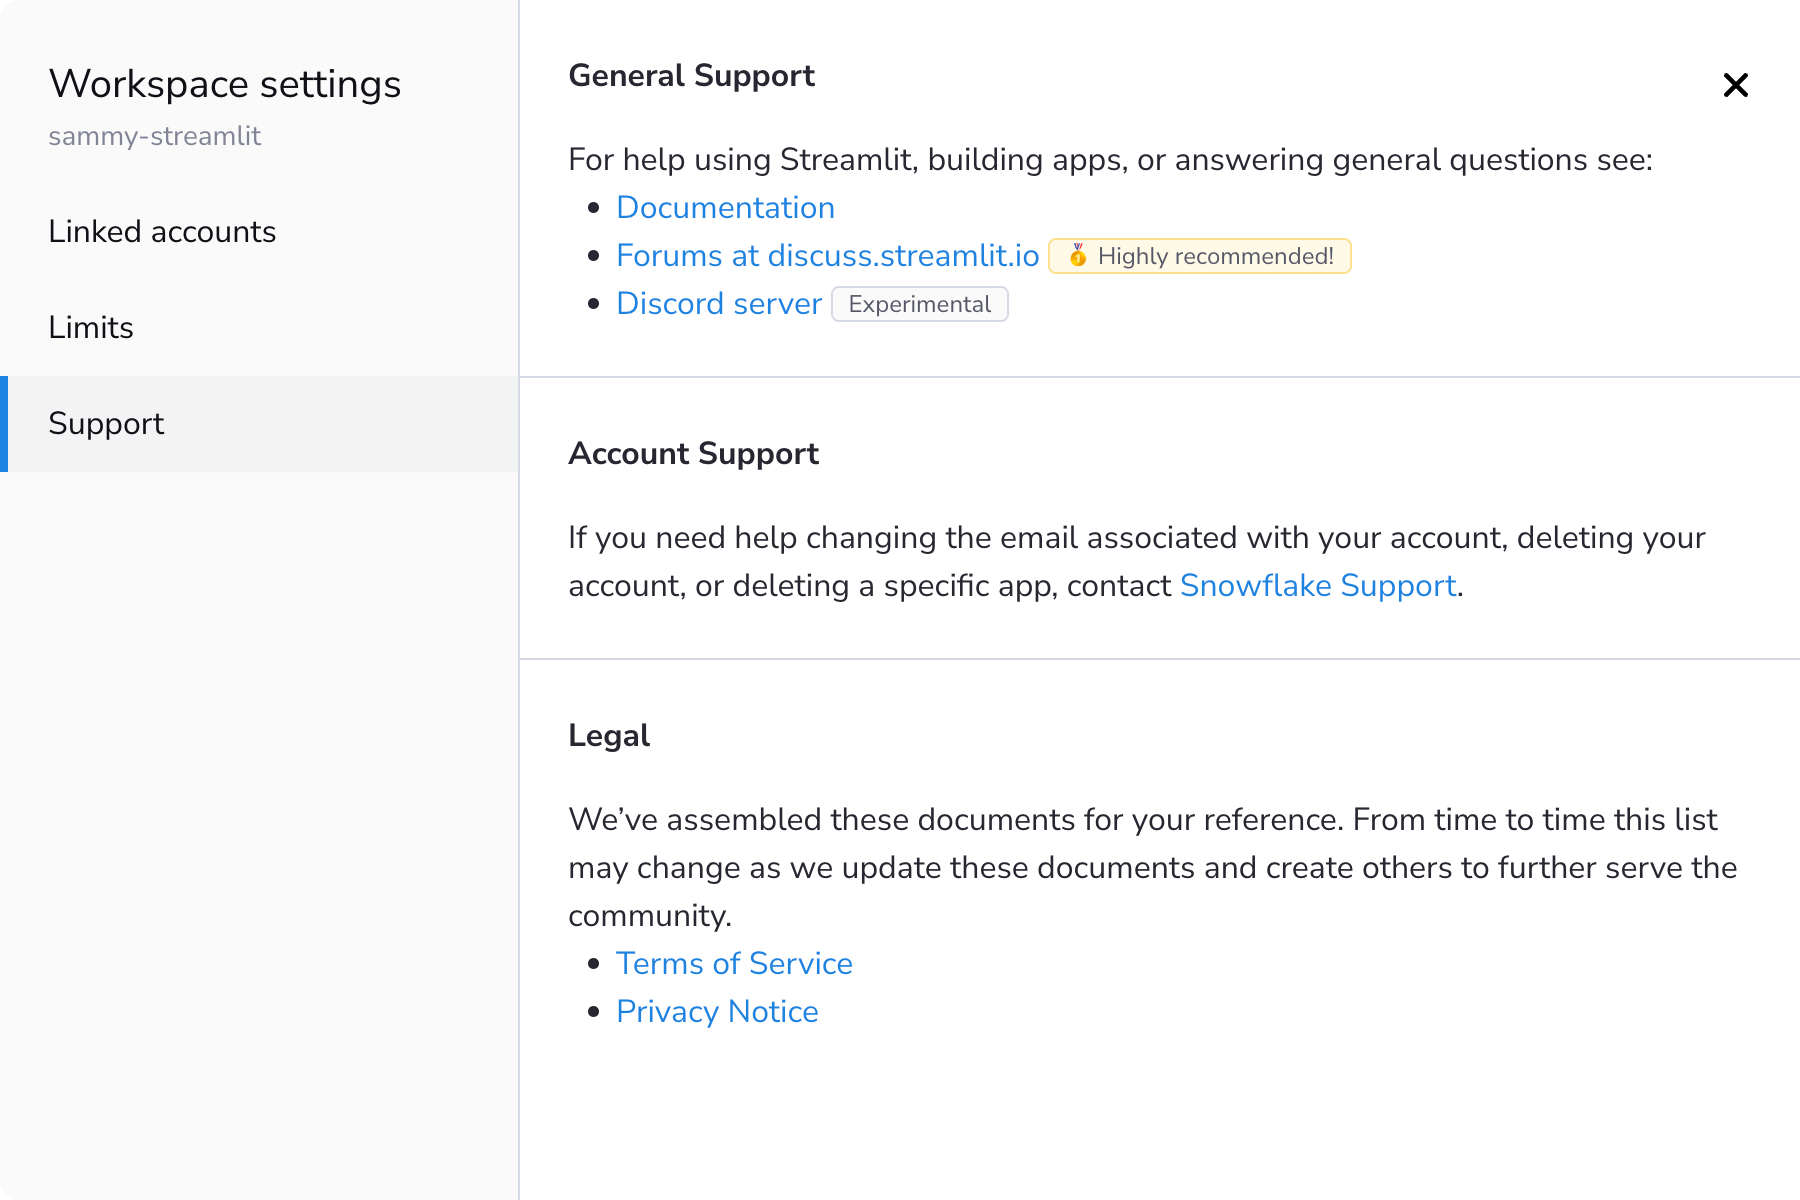 Workspace settings
sammy-streamlit
Linked accounts
Limits
Support
General Support
For help using Streamlit, building apps, or answering general questions see:
• Documentation
• Forums at discuss.streamlit.io 🏅 Highly recommended!
• Discord server Experimental
Account Support
If you need help changing the email associated with your account, deleting your
account, or deleting a specific app, contact Snowflake Support.
Legal
We’ve assembled these documents for your reference. From time to time this list
may change as we update these documents and create others to further serve the
community.
• Terms of Service
• Privacy Notice